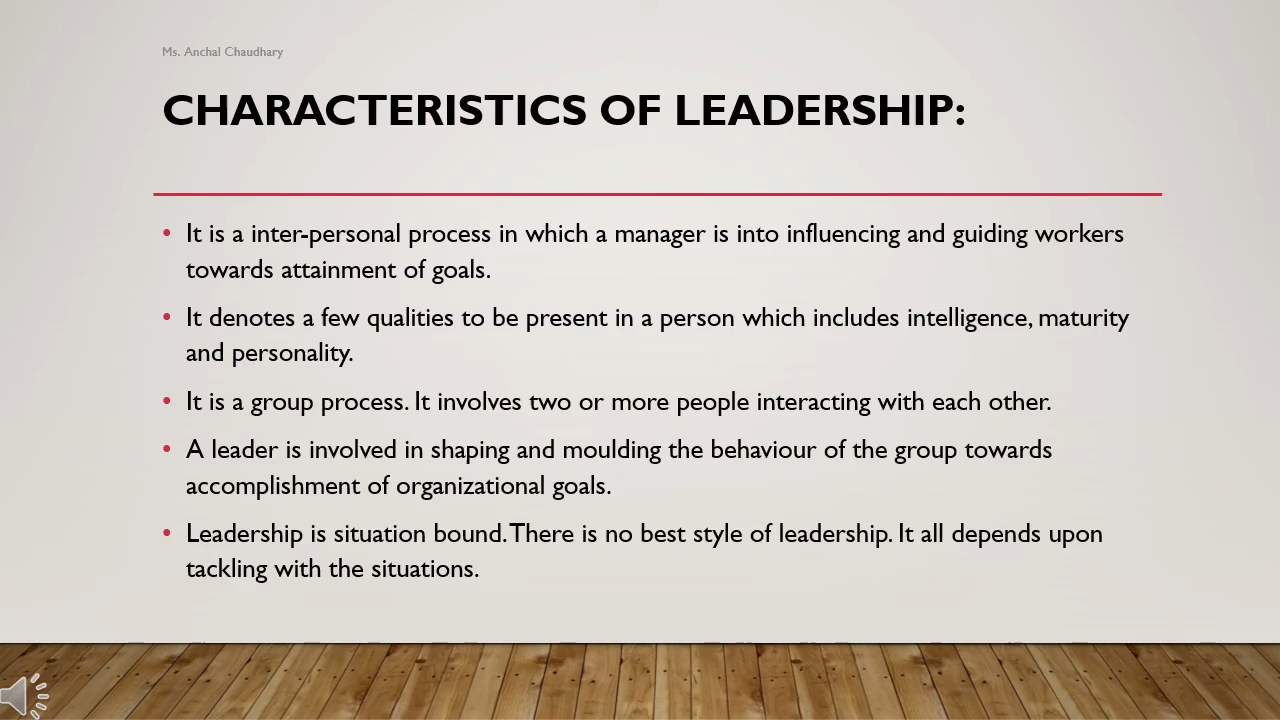 Ms. Anchal Chaudhary
CHARACTERISTICS OF LEADERSHIP:
• It is a inter-personal process in which a manager is into influencing and guiding workers
towards attainment of goals.
• It denotes a few qualities to be present in a person which includes intelligence, maturity
and personality.
• It is a group process. It involves two or more people interacting with each other.
• A leader is involved in shaping and moulding the behaviour of the group towards
accomplishment of organizational goals.
• Leadership is situation bound. There is no best style of leadership. It all depends upon
tackling with the situations.